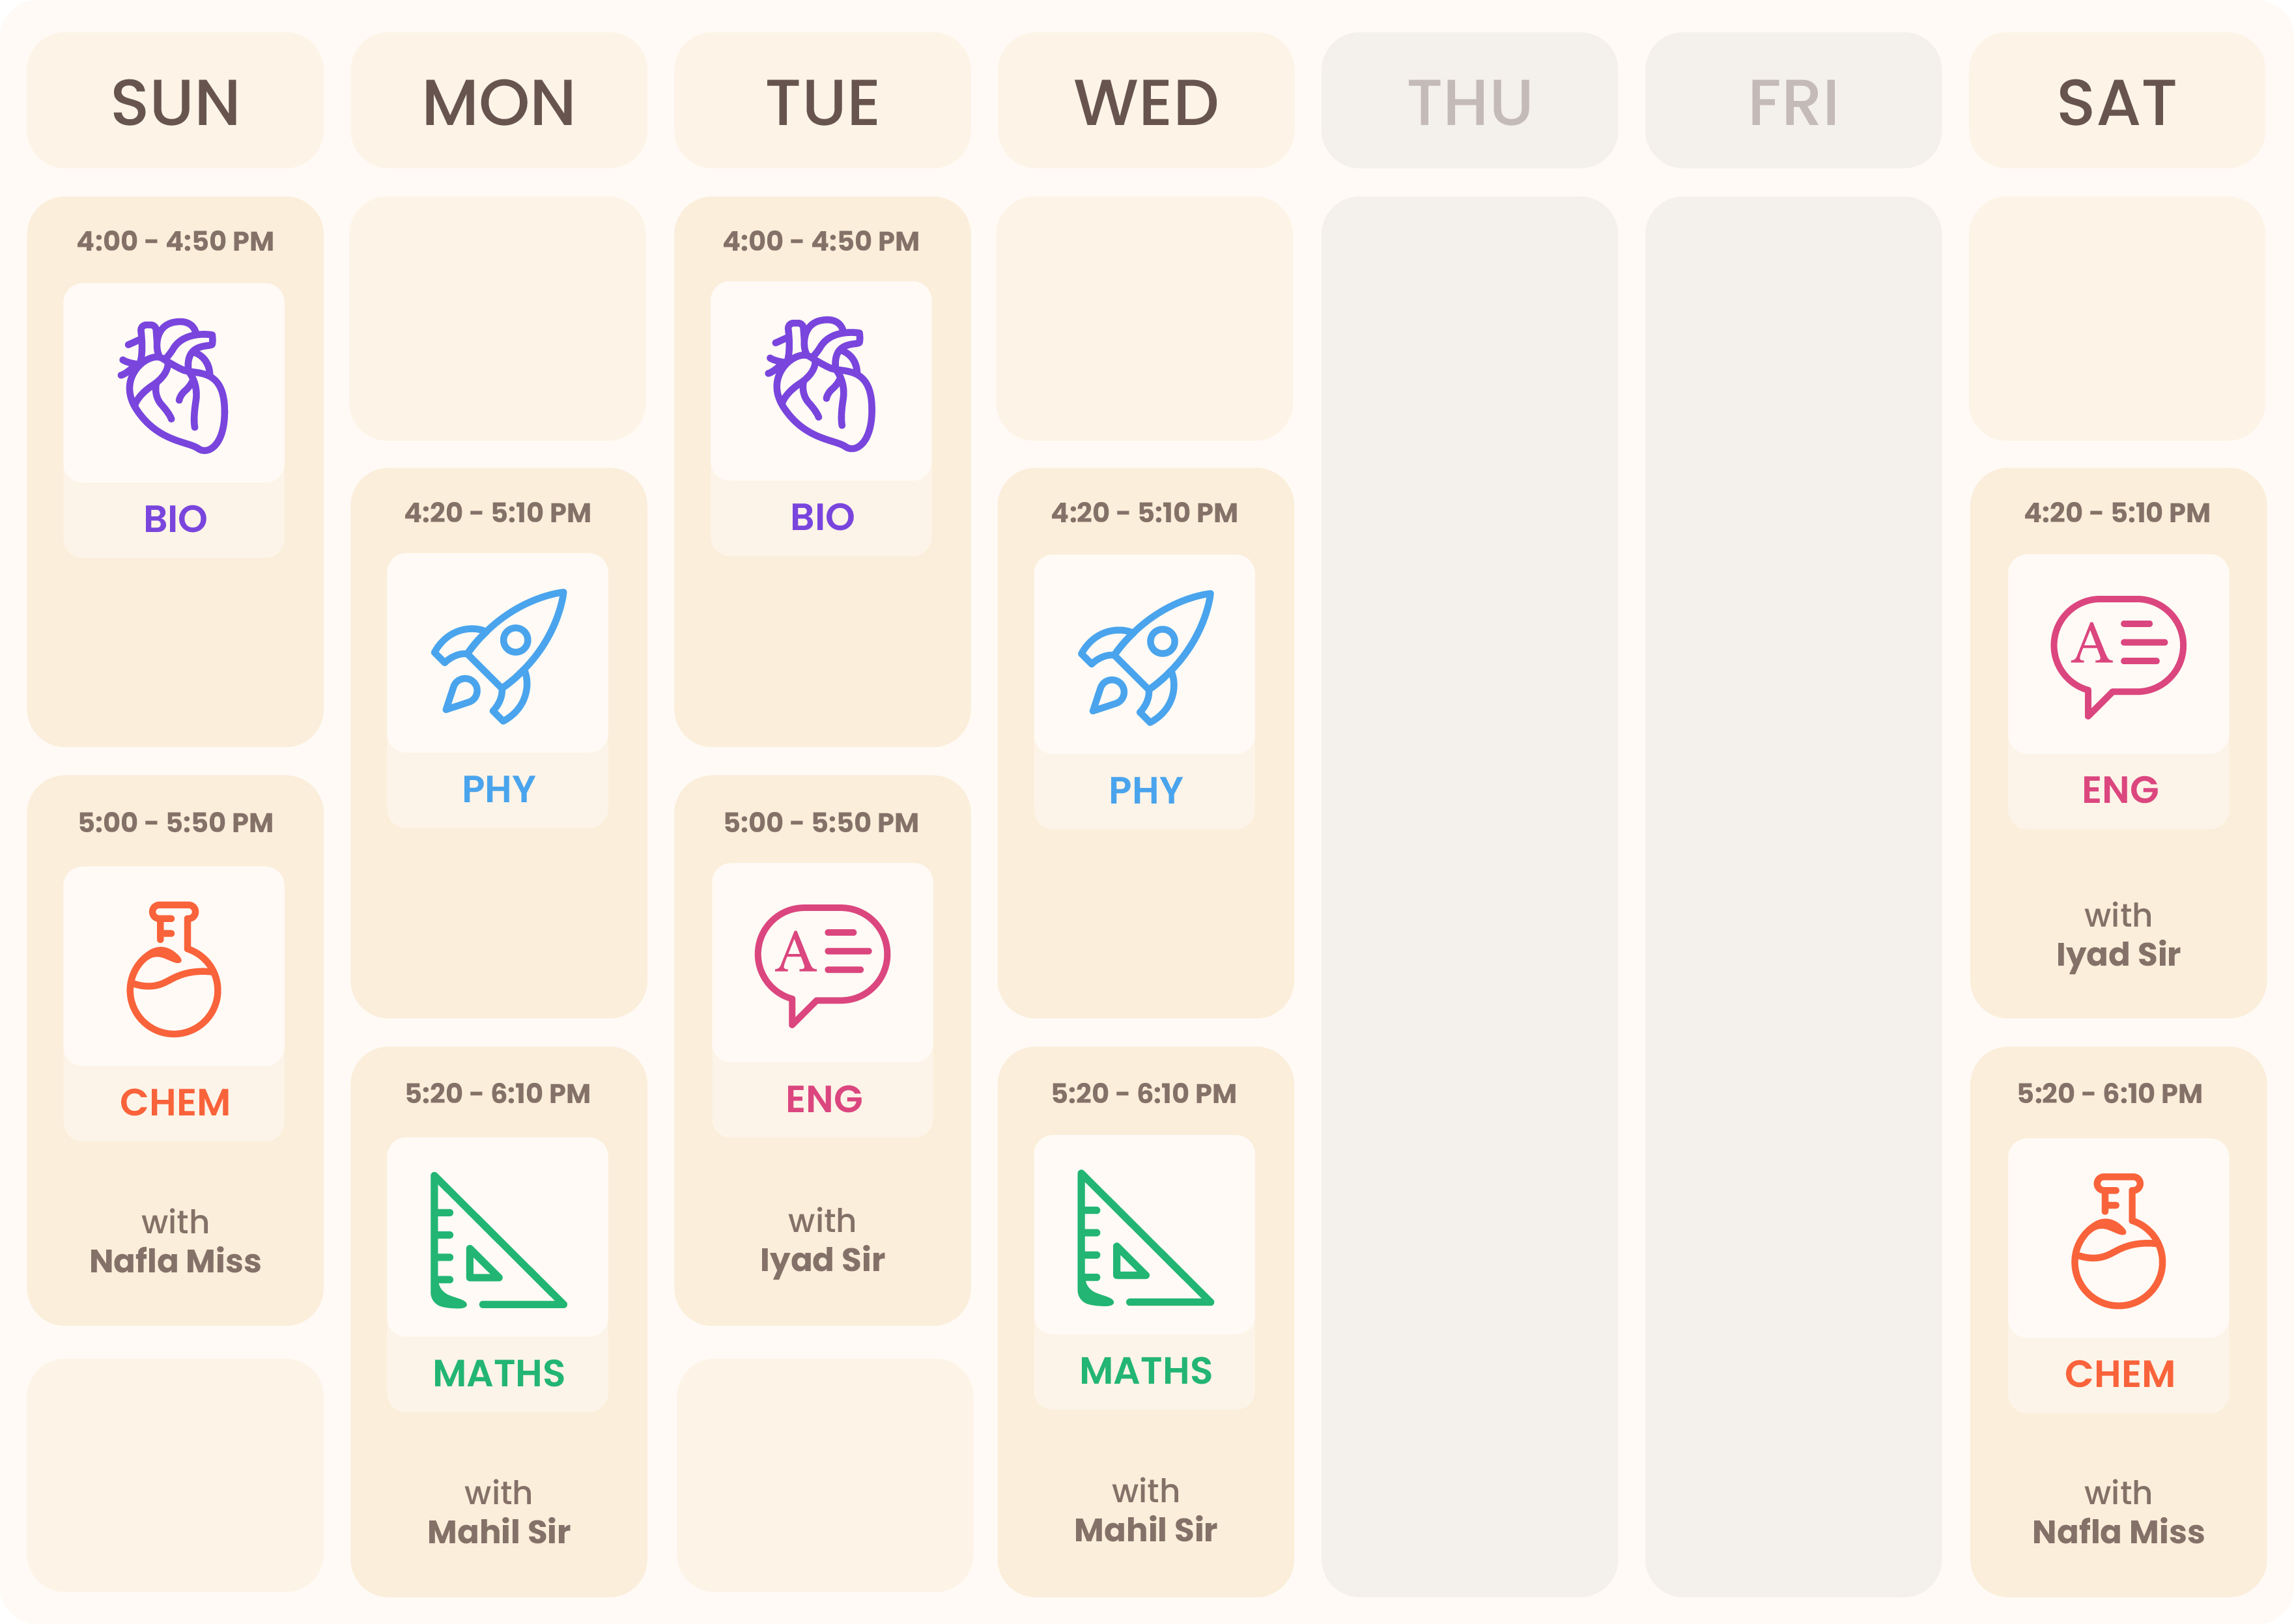 SUN
MON
TUE
WED
THU
FRI
SAT
4:00 - 4:50 PM
BIO
5:00 - 5:50 PM
CHEM
with
Nafla Miss
4:20 - 5:10 PM
PHY
5:20 - 6:10 PM
MATHS
with
Mahil Sir
4:00 - 4:50 PM
BIO
5:00 - 5:50 PM
A
ENG
with
Iyad Sir
4:20 - 5:10 PM
PHY
5:20 - 6:10 PM
MATHS
with
Mahil Sir
4:20 - 5:10 PM
A
ENG
with
Iyad Sir
5:20 - 6:10 PM
CHEM
with
Nafla Miss